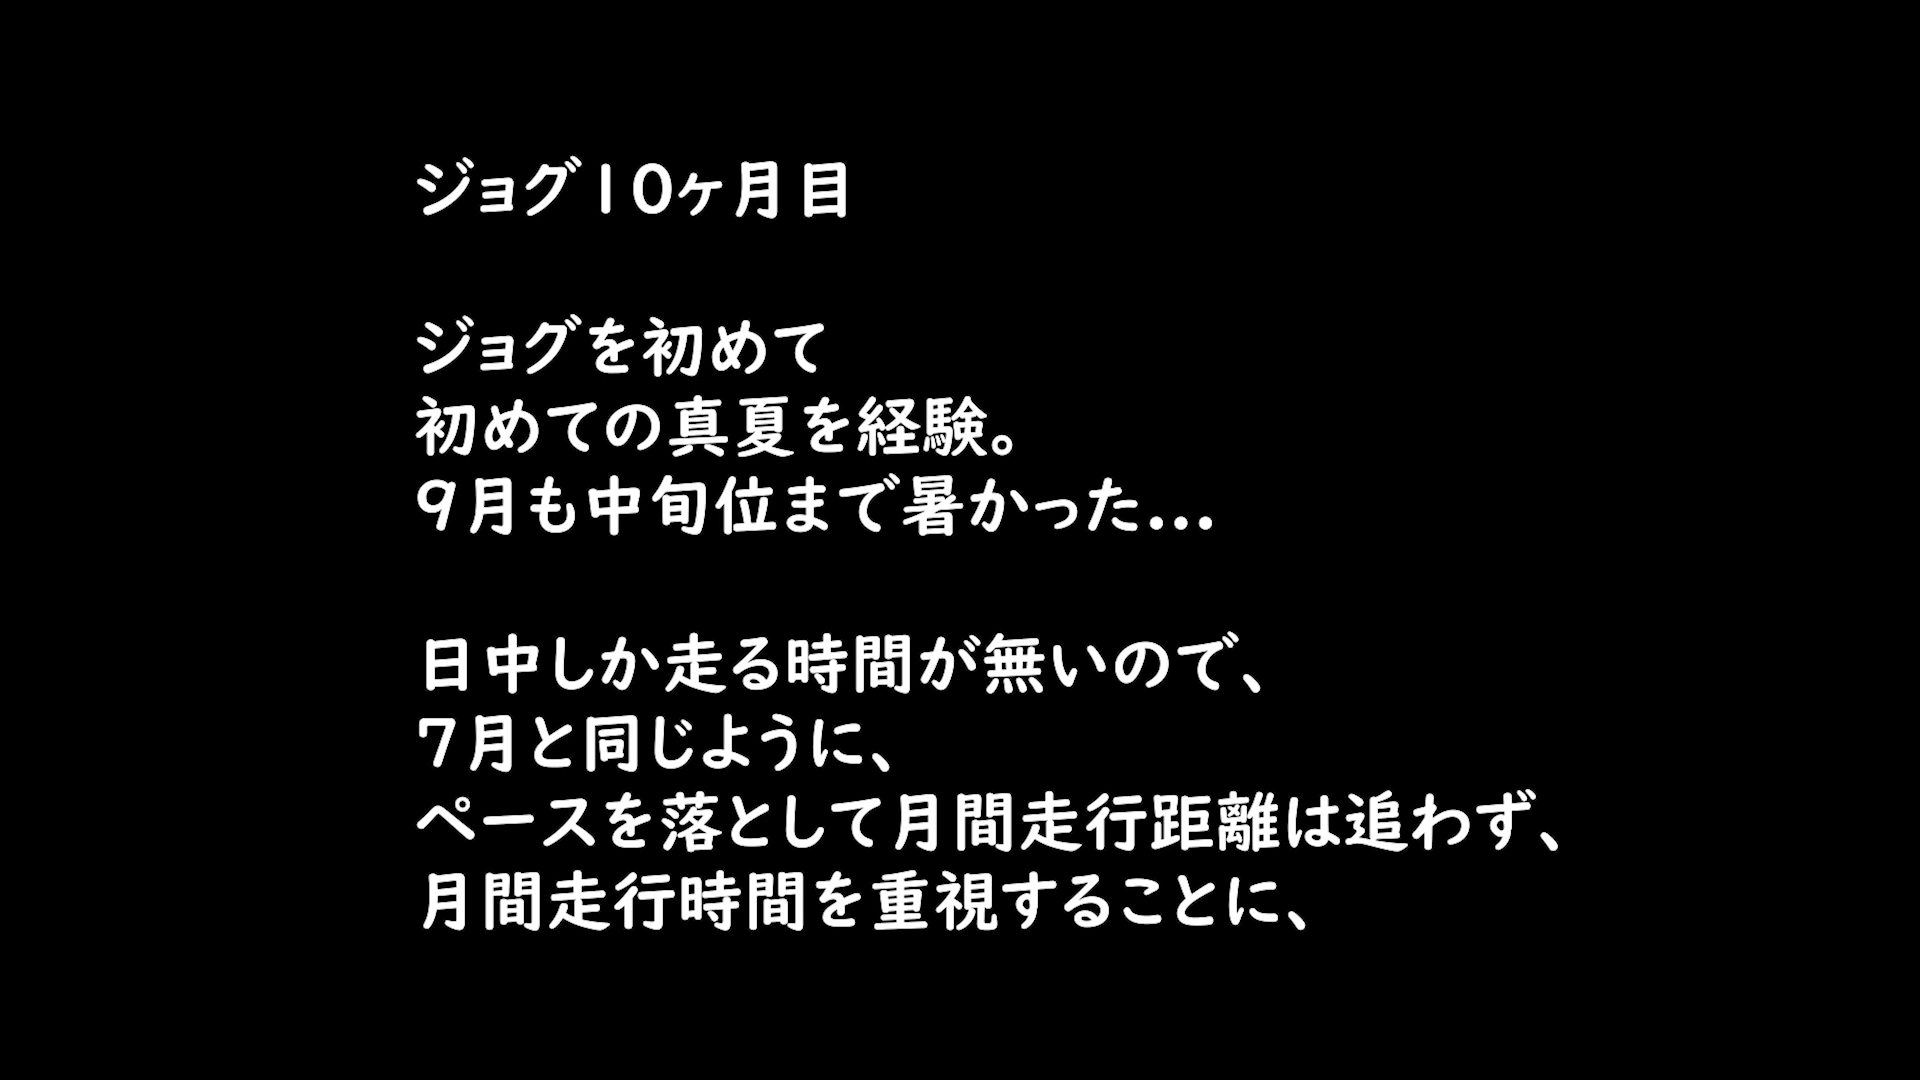 ジョグ10ヶ月目
ジョグを初めて
初めての真夏を経験。
9月も中旬位まで暑かった...
日中しか走る時間が無いので、
7月と同じように、
ペースを落として月間走行距離は追わず、
月間走行時間を重視することに、